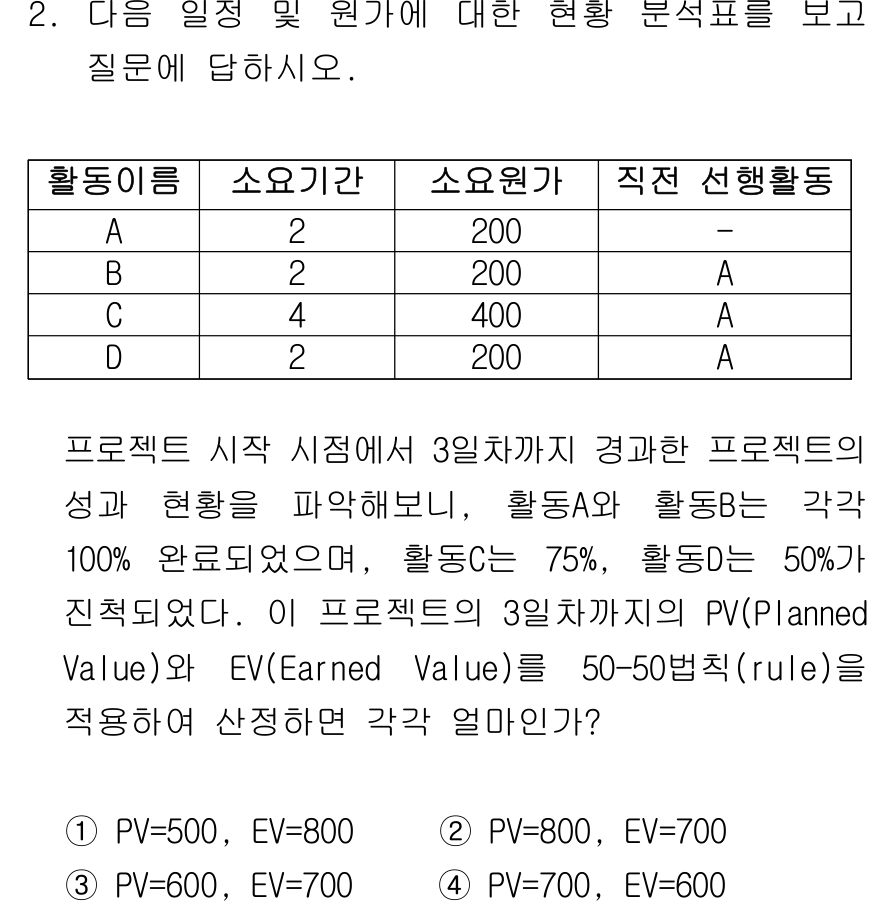 2. 다음 일정 및 원가에 대한 현황 분석표를 보고
질문에 답하시오.
활동이름 소요기간 소요원가 직전 선행활동
A 2 200 -
B 2 200 A
C 4 400 A
D 2 200 A
프로젝트 시작 시점에서 3일차까지 경과한 프로젝트의
성과 현황을 파악해보니, 활동A와 활동B는 각각
100% 완료되었으며, 활동C는 75%, 활동D는 50%가
진척되었다. 이 프로젝트의 3일차까지의 PV(Planned
Value)와 EV(Earned Value)를 50-50법칙(rule)을
적용하여 산정하면 각각 얼마인가?
① PV=500, EV=800 ② PV=800, EV=700
③ PV=600, EV=700 ④ PV=700, EV=600